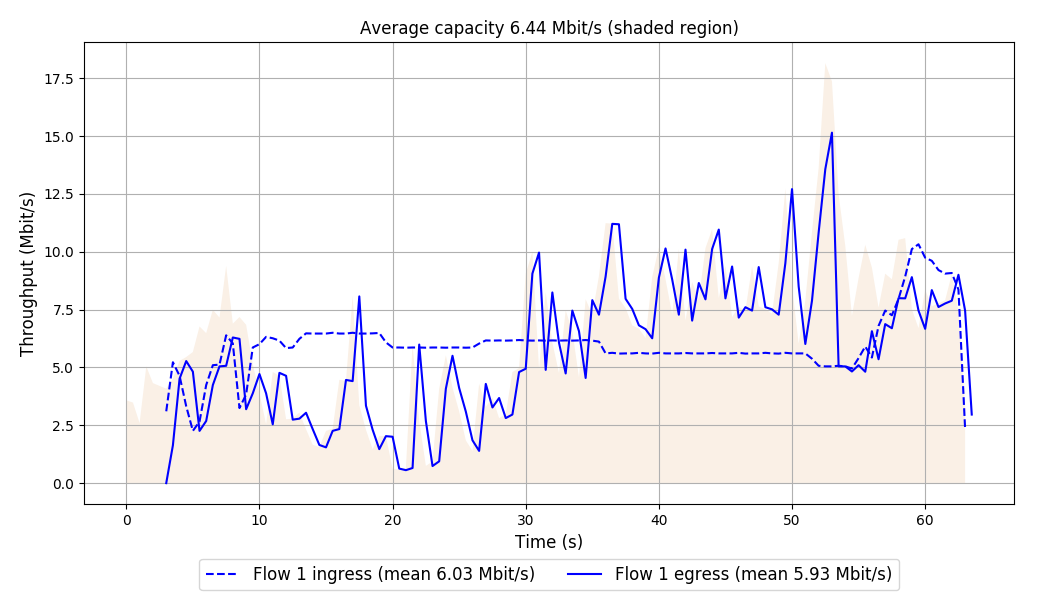 Average capacity 6.44 Mbit/s (shaded region)
Throughput (Mbit/s)
17.5
15.0
12.5
10.0
7.5
5.0
2.5
0.0
0 10 20 30 40 50 60
Time (s)
Flow 1 ingress (mean 6.03 Mbit/s) Flow 1 egress (mean 5.93 Mbit/s)